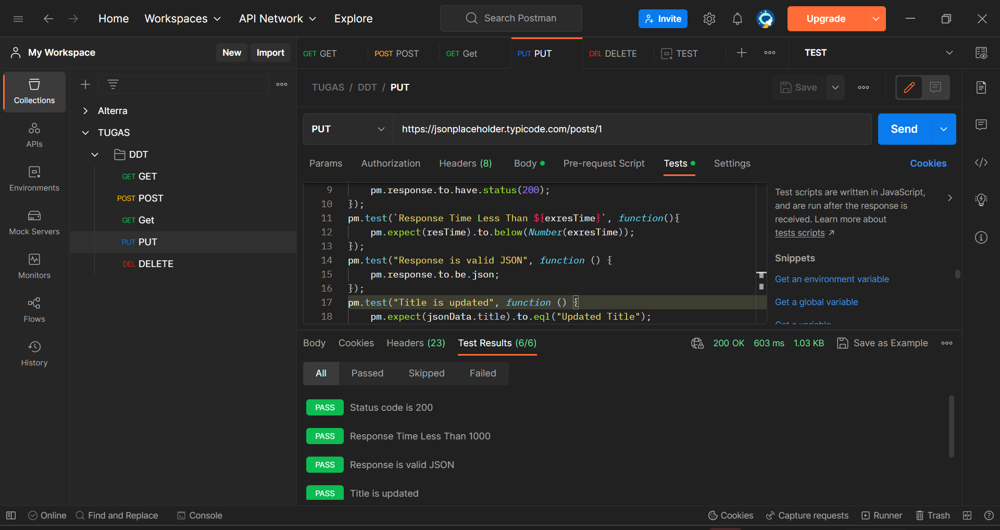 Home Workspaces API Network Explore Search Postman Invite Upgrade
My Workspace New Import GET GET POST POST GET Get PUT PUT DEL DELETE TEST TEST
Collections
APIs
Environments
Mock Servers
Monitors
Flows
History
Alterra
TUGAS
DDT
GET GET
POST POST
GET Get
PUT PUT
DEL DELETE
TUGAS / DDT / PUT Save
PUT https://jsonplaceholder.typicode.com/posts/1 Send
Params Authorization Headers (8) Body Pre-request Script Tests Settings Cookies
9 pm.response.to.have.status(200);
10 });
11 pm.test(`Response Time Less Than ${exresTime}`, function(){
12 pm.expect(resTime).to.below(Number(exresTime));
13 });
14 pm.test("Response is valid JSON", function () {
15 pm.response.to.be.json;
16 });
17 pm.test("Title is updated", function () {
18 pm.expect(jsonData.title).to.eql("Updated Title");
Test scripts are written in JavaScript,
and are run after the response is
received. Learn more about
tests scripts ↗
Snippets
Get an environment variable
Get a global variable
Get a variable
Body Cookies Headers (23) Test Results (6/6) 200 OK 603 ms 1.03 KB Save as Example
All Passed Skipped Failed
PASS Status code is 200
PASS Response Time Less Than 1000
PASS Response is valid JSON
PASS Title is updated
Online Find and Replace Console Cookies Capture requests Runner Trash